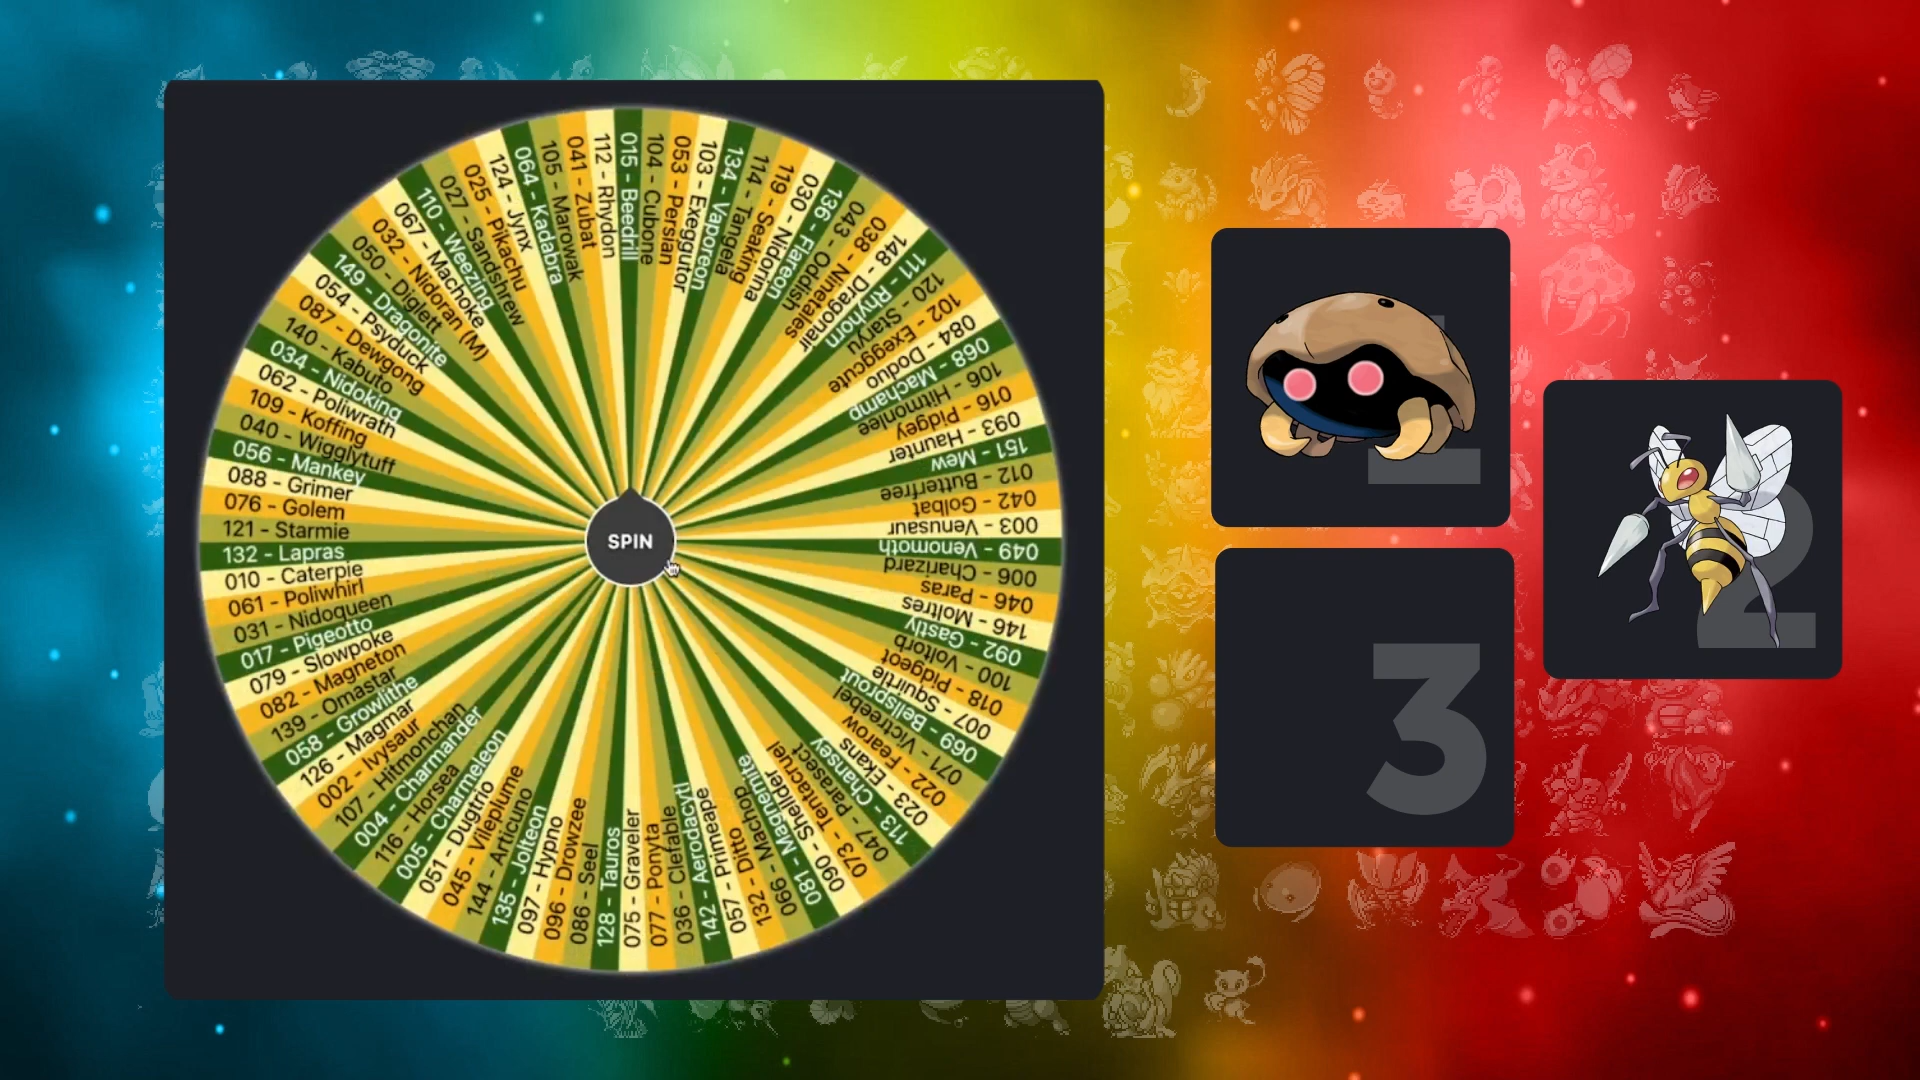 015 - Beedrill
104 - Cubone
053 - Persian
103 - Exeggutor
134 - Vaporeon
114 - Tangela
119 - Seaking
030 - Nidorina
136 - Flareon
043 - Oddish
038 - Ninetales
148 - Dragonair
111 - Rhyhorn
120 - Staryu
102 - Exeggcute
084 - Doduo
068 - Machamp
106 - Hitmonlee
016 - Pidgey
093 - Haunter
151 - Mew
012 - Butterfree
042 - Golbat
003 - Venusaur
049 - Venomoth
006 - Charizard
046 - Paras
146 - Moltres
092 - Gastly
100 - Voltorb
018 - Pidgeot
007 - Squirtle
069 - Bellsprout
071 - Victreebel
022 - Fearow
023 - Ekans
113 - Chansey
047 - Parasect
073 - Tentacruel
090 - Shellder
081 - Magnemite
066 - Machop
132 - Ditto
057 - Primeape
142 - Aerodactyl
036 - Clefable
077 - Ponyta
075 - Graveler
128 - Tauros
086 - Seel
096 - Drowzee
097 - Hypno
135 - Jolteon
144 - Articuno
045 - Vileplume
051 - Dugtrio
005 - Charmeleon
116 - Horsea
004 - Charmander
107 - Hitmonchan
002 - Ivysaur
126 - Magmar
058 - Growlithe
139 - Omastar
082 - Magneton
079 - Slowpoke
017 - Pigeotto
031 - Nidoqueen
061 - Poliwhirl
010 - Caterpie
132 - Lapras
121 - Starmie
076 - Golem
088 - Grimer
056 - Mankey
040 - Wigglytuff
109 - Koffing
062 - Poliwrath
034 - Nidoking
140 - Kabuto
087 - Dewgong
054 - Psyduck
149 - Dragonite
050 - Diglett
032 - Nidoran (M)
067 - Machoke
110 - Weezing
027 - Sandshrew
025 - Pikachu
124 - Jynx
064 - Kadabra
105 - Marowak
041 - Zubat
112 - Rhydon
SPIN
1
2
3